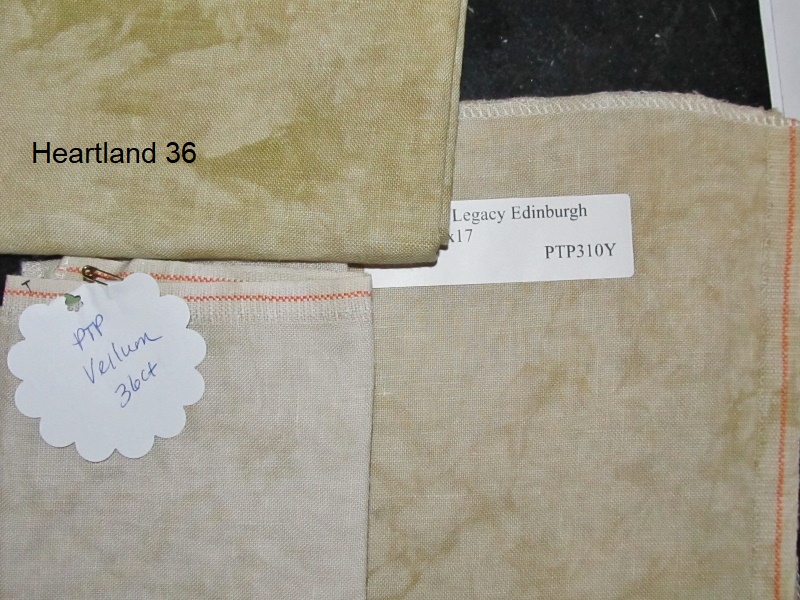 Heartland 36
Legacy Edinburgh
x17
PTP310Y
PTP
Vellum
36ct